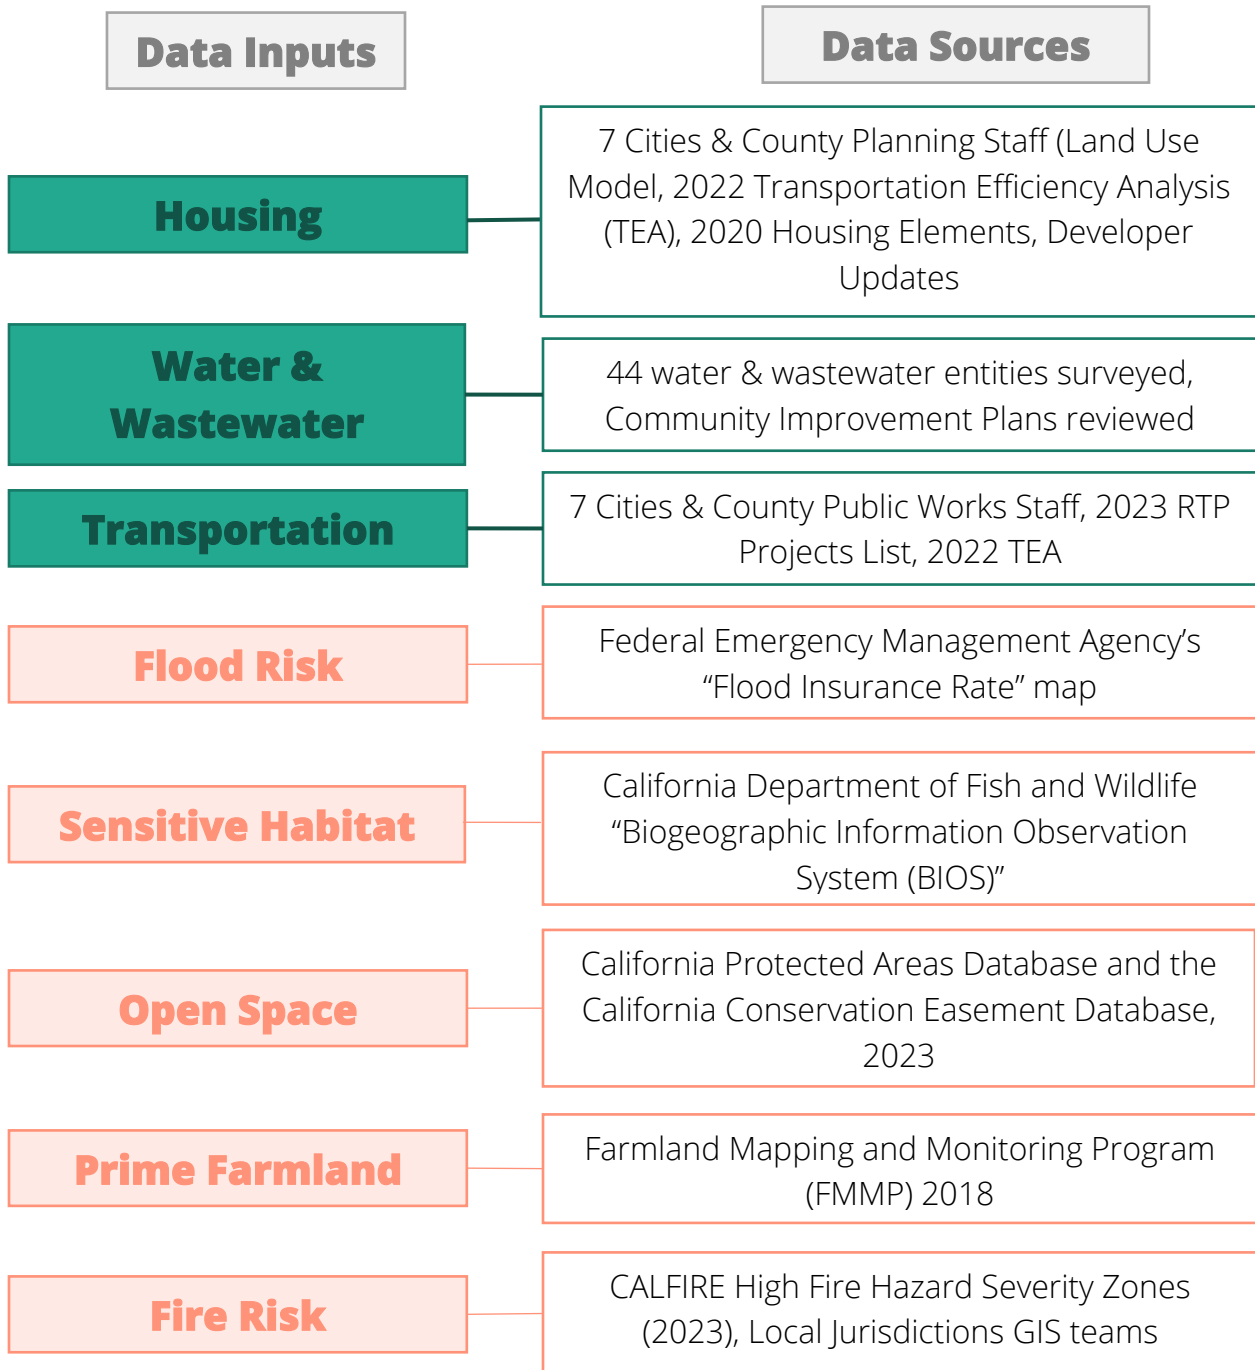 Data Inputs
Data Sources
Housing
7 Cities & County Planning Staff (Land Use
Model, 2022 Transportation Efficiency Analysis
(TEA), 2020 Housing Elements, Developer
Updates
Water &
Wastewater
44 water & wastewater entities surveyed,
Community Improvement Plans reviewed
Transportation
7 Cities & County Public Works Staff, 2023 RTP
Projects List, 2022 TEA
Flood Risk
Federal Emergency Management Agency’s
“Flood Insurance Rate” map
Sensitive Habitat
California Department of Fish and Wildlife
“Biogeographic Information Observation
System (BIOS)”
Open Space
California Protected Areas Database and the
California Conservation Easement Database,
2023
Prime Farmland
Farmland Mapping and Monitoring Program
(FMMP) 2018
Fire Risk
CALFIRE High Fire Hazard Severity Zones
(2023), Local Jurisdictions GIS teams